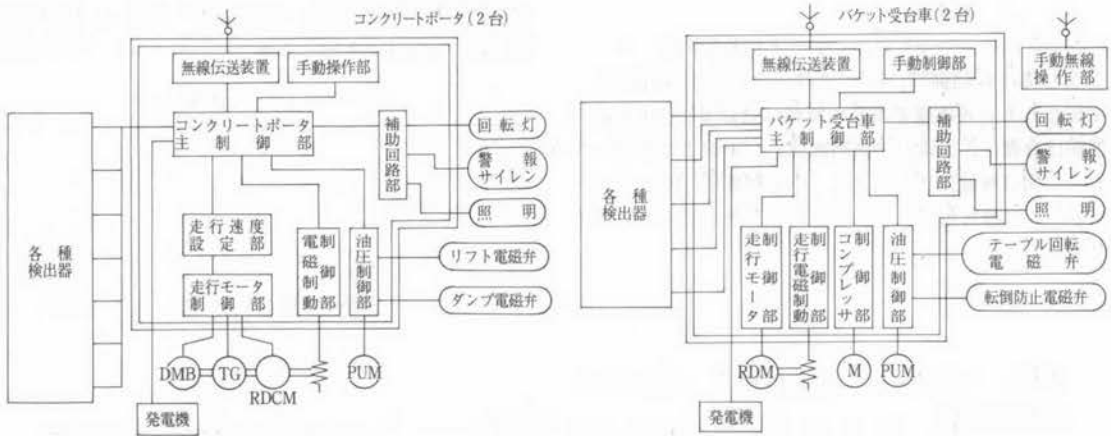 コンクリートポータ(2台)
無線伝送装置
手動操作部
各種
検出器
コンクリートポータ
主制御部
補助回路部
回転灯
警報
サイレン
照明
走行速度
設定部
走行モータ
制御部
電磁制動
制御部
油圧制御部
リフト電磁弁
ダンプ電磁弁
DMB
TG
RDCM
PUM
発電機
バケット受台車(2台)
無線伝送装置
手動制御部
手動無線
操作部
各種
検出器
バケット受台車
主制御部
補助回路部
回転灯
警報
サイレン
照明
走行モータ
制御部
走行電磁制動
制御部
コンプレッサ
制御部
油圧制御部
テーブル回転
電磁弁
転倒防止電磁弁
RDM
M
PUM
発電機